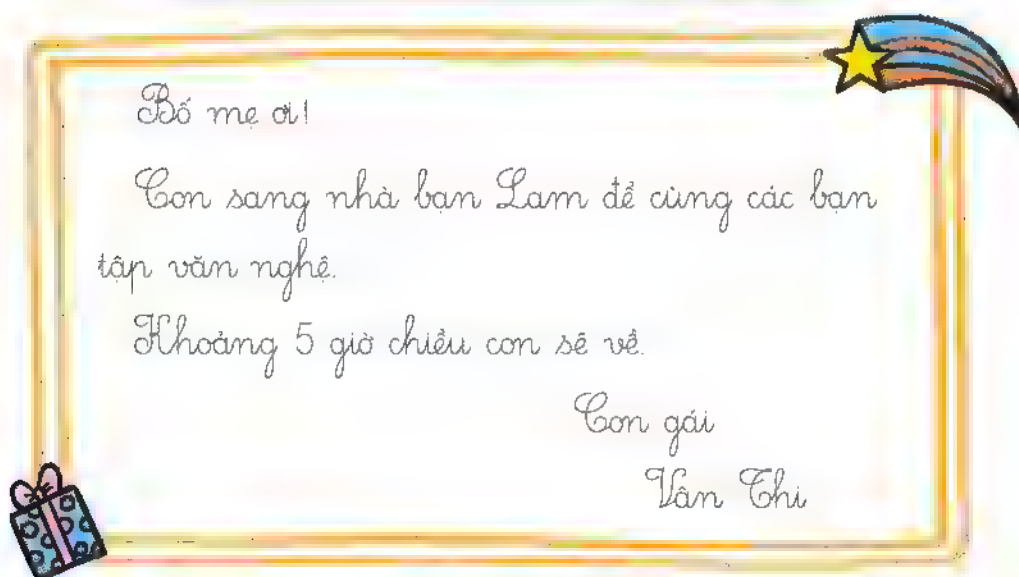 Bố mẹ ơi!
Con sang nhà bạn Lam để cùng các bạn
tập văn nghệ.
Khoảng 5 giờ chiều con sẽ về.
Con gái
Vân Thi